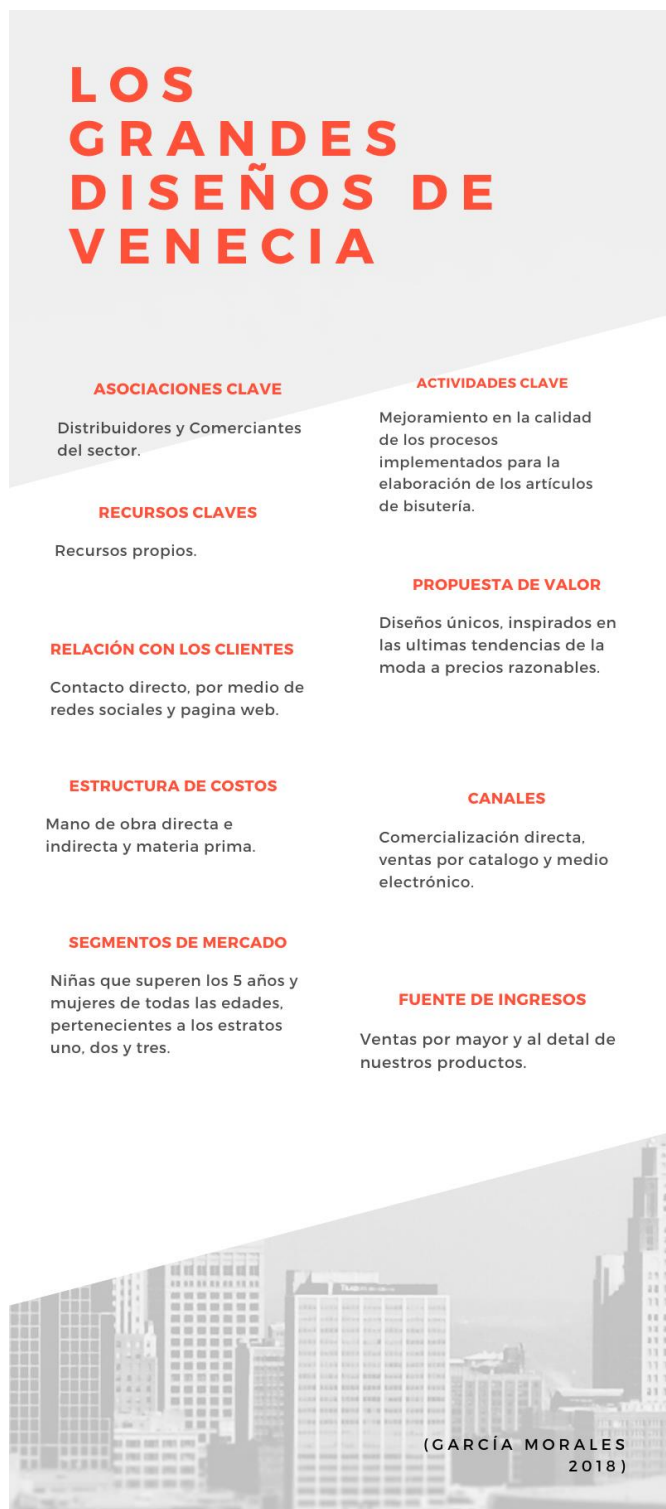 LOS
GRANDES
DISEÑOS DE
VENECIA
ASOCIACIONES CLAVE
Distribuidores y Comerciantes
del sector.
ACTIVIDADES CLAVE
Mejoramiento en la calidad
de los procesos
implementados para la
elaboración de los artículos
de bisutería.
RECURSOS CLAVES
Recursos propios.
PROPUESTA DE VALOR
Diseños únicos, inspirados en
las ultimas tendencias de la
moda a precios razonables.
RELACIÓN CON LOS CLIENTES
Contacto directo, por medio de
redes sociales y pagina web.
ESTRUCTURA DE COSTOS
Mano de obra directa e
indirecta y materia prima.
CANALES
Comercialización directa,
ventas por catalogo y medio
electrónico.
SEGMENTOS DE MERCADO
Niñas que superen los 5 años y
mujeres de todas las edades,
pertenecientes a los estratos
uno, dos y tres.
FUENTE DE INGRESOS
Ventas por mayor y al detal de
nuestros productos.
(GARCÍA MORALES
2018)